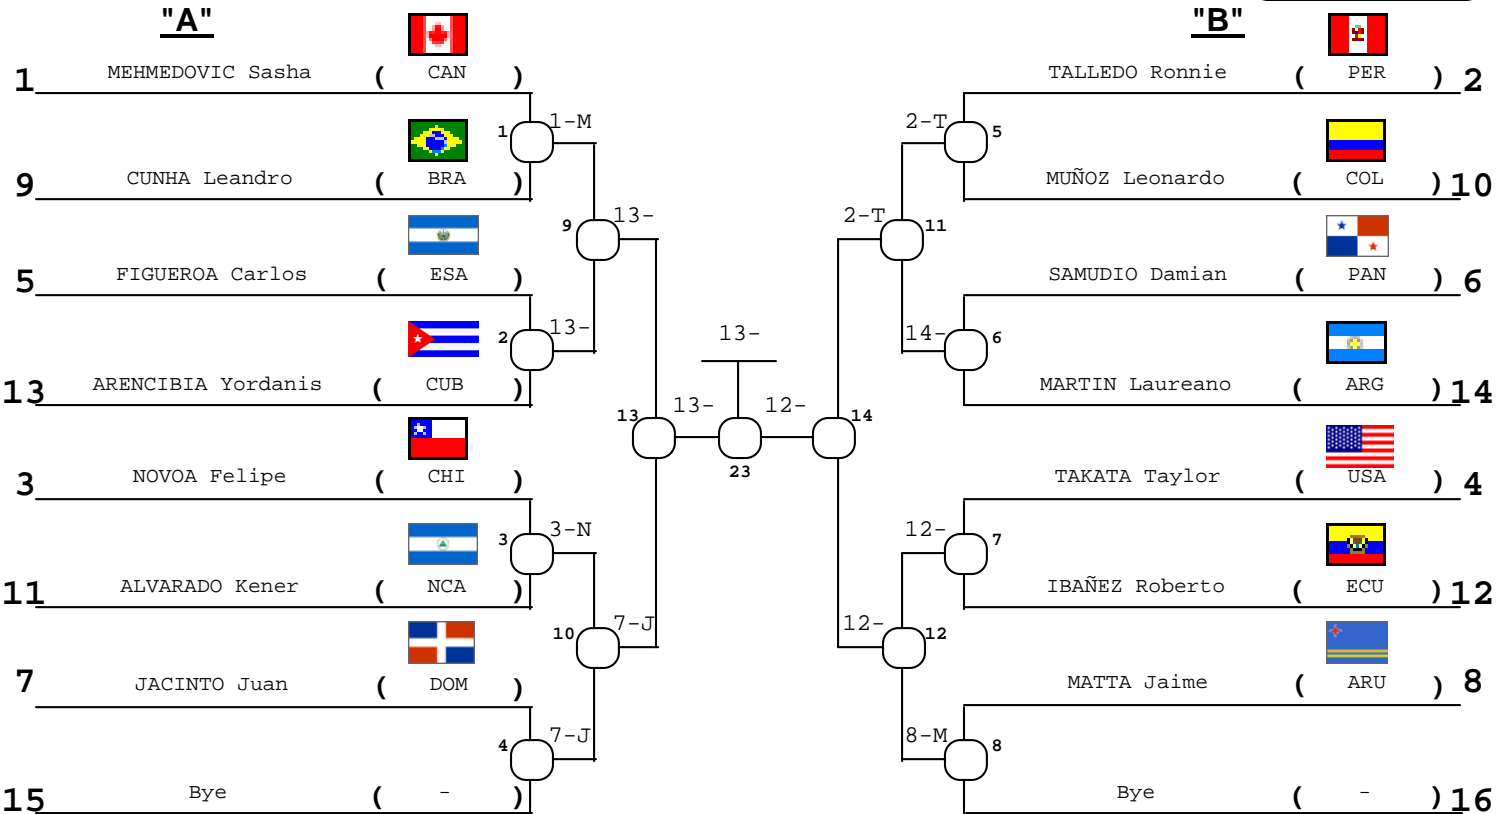 "A"
"B"
1 MEHMEDOVIC Sasha ( CAN )
TALLEDO Ronnie ( PER ) 2
1 1-M
2-T 5
9 CUNHA Leandro ( BRA )
MUÑOZ Leonardo ( COL ) 10
9 13-
2-T 11
5 FIGUEROA Carlos ( ESA )
SAMUDIO Damian ( PAN ) 6
2 13-
13-
14- 6
13 ARENCIBIA Yordanis ( CUB )
MARTIN Laureano ( ARG ) 14
13 13- 23 12- 14
3 NOVOA Felipe ( CHI )
TAKATA Taylor ( USA ) 4
3 3-N
12- 7
11 ALVARADO Kener ( NCA )
IBAÑEZ Roberto ( ECU ) 12
10 7-J
12- 12
7 JACINTO Juan ( DOM )
MATTA Jaime ( ARU ) 8
4 7-J
8-M 8
15 Bye ( - )
Bye ( - ) 16